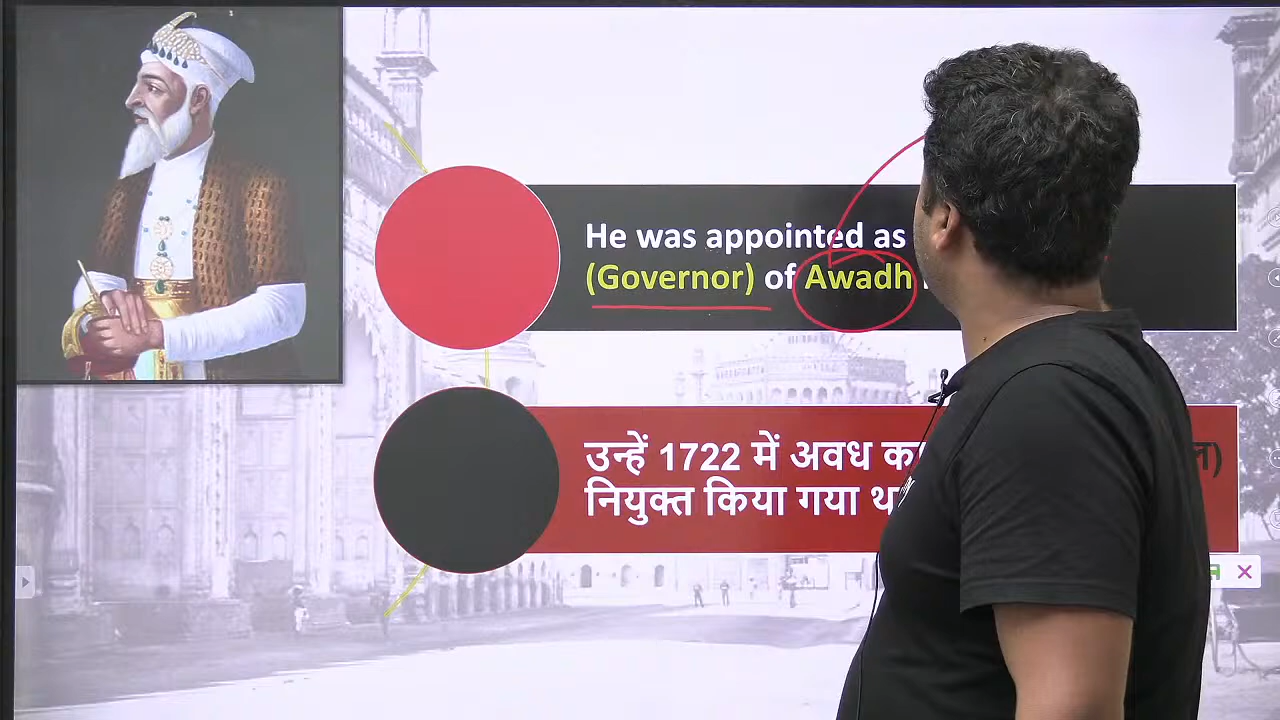 He was appointed as
(Governor) of Awadh
उन्हें 1722 में अवध
नियुक्त किया गया